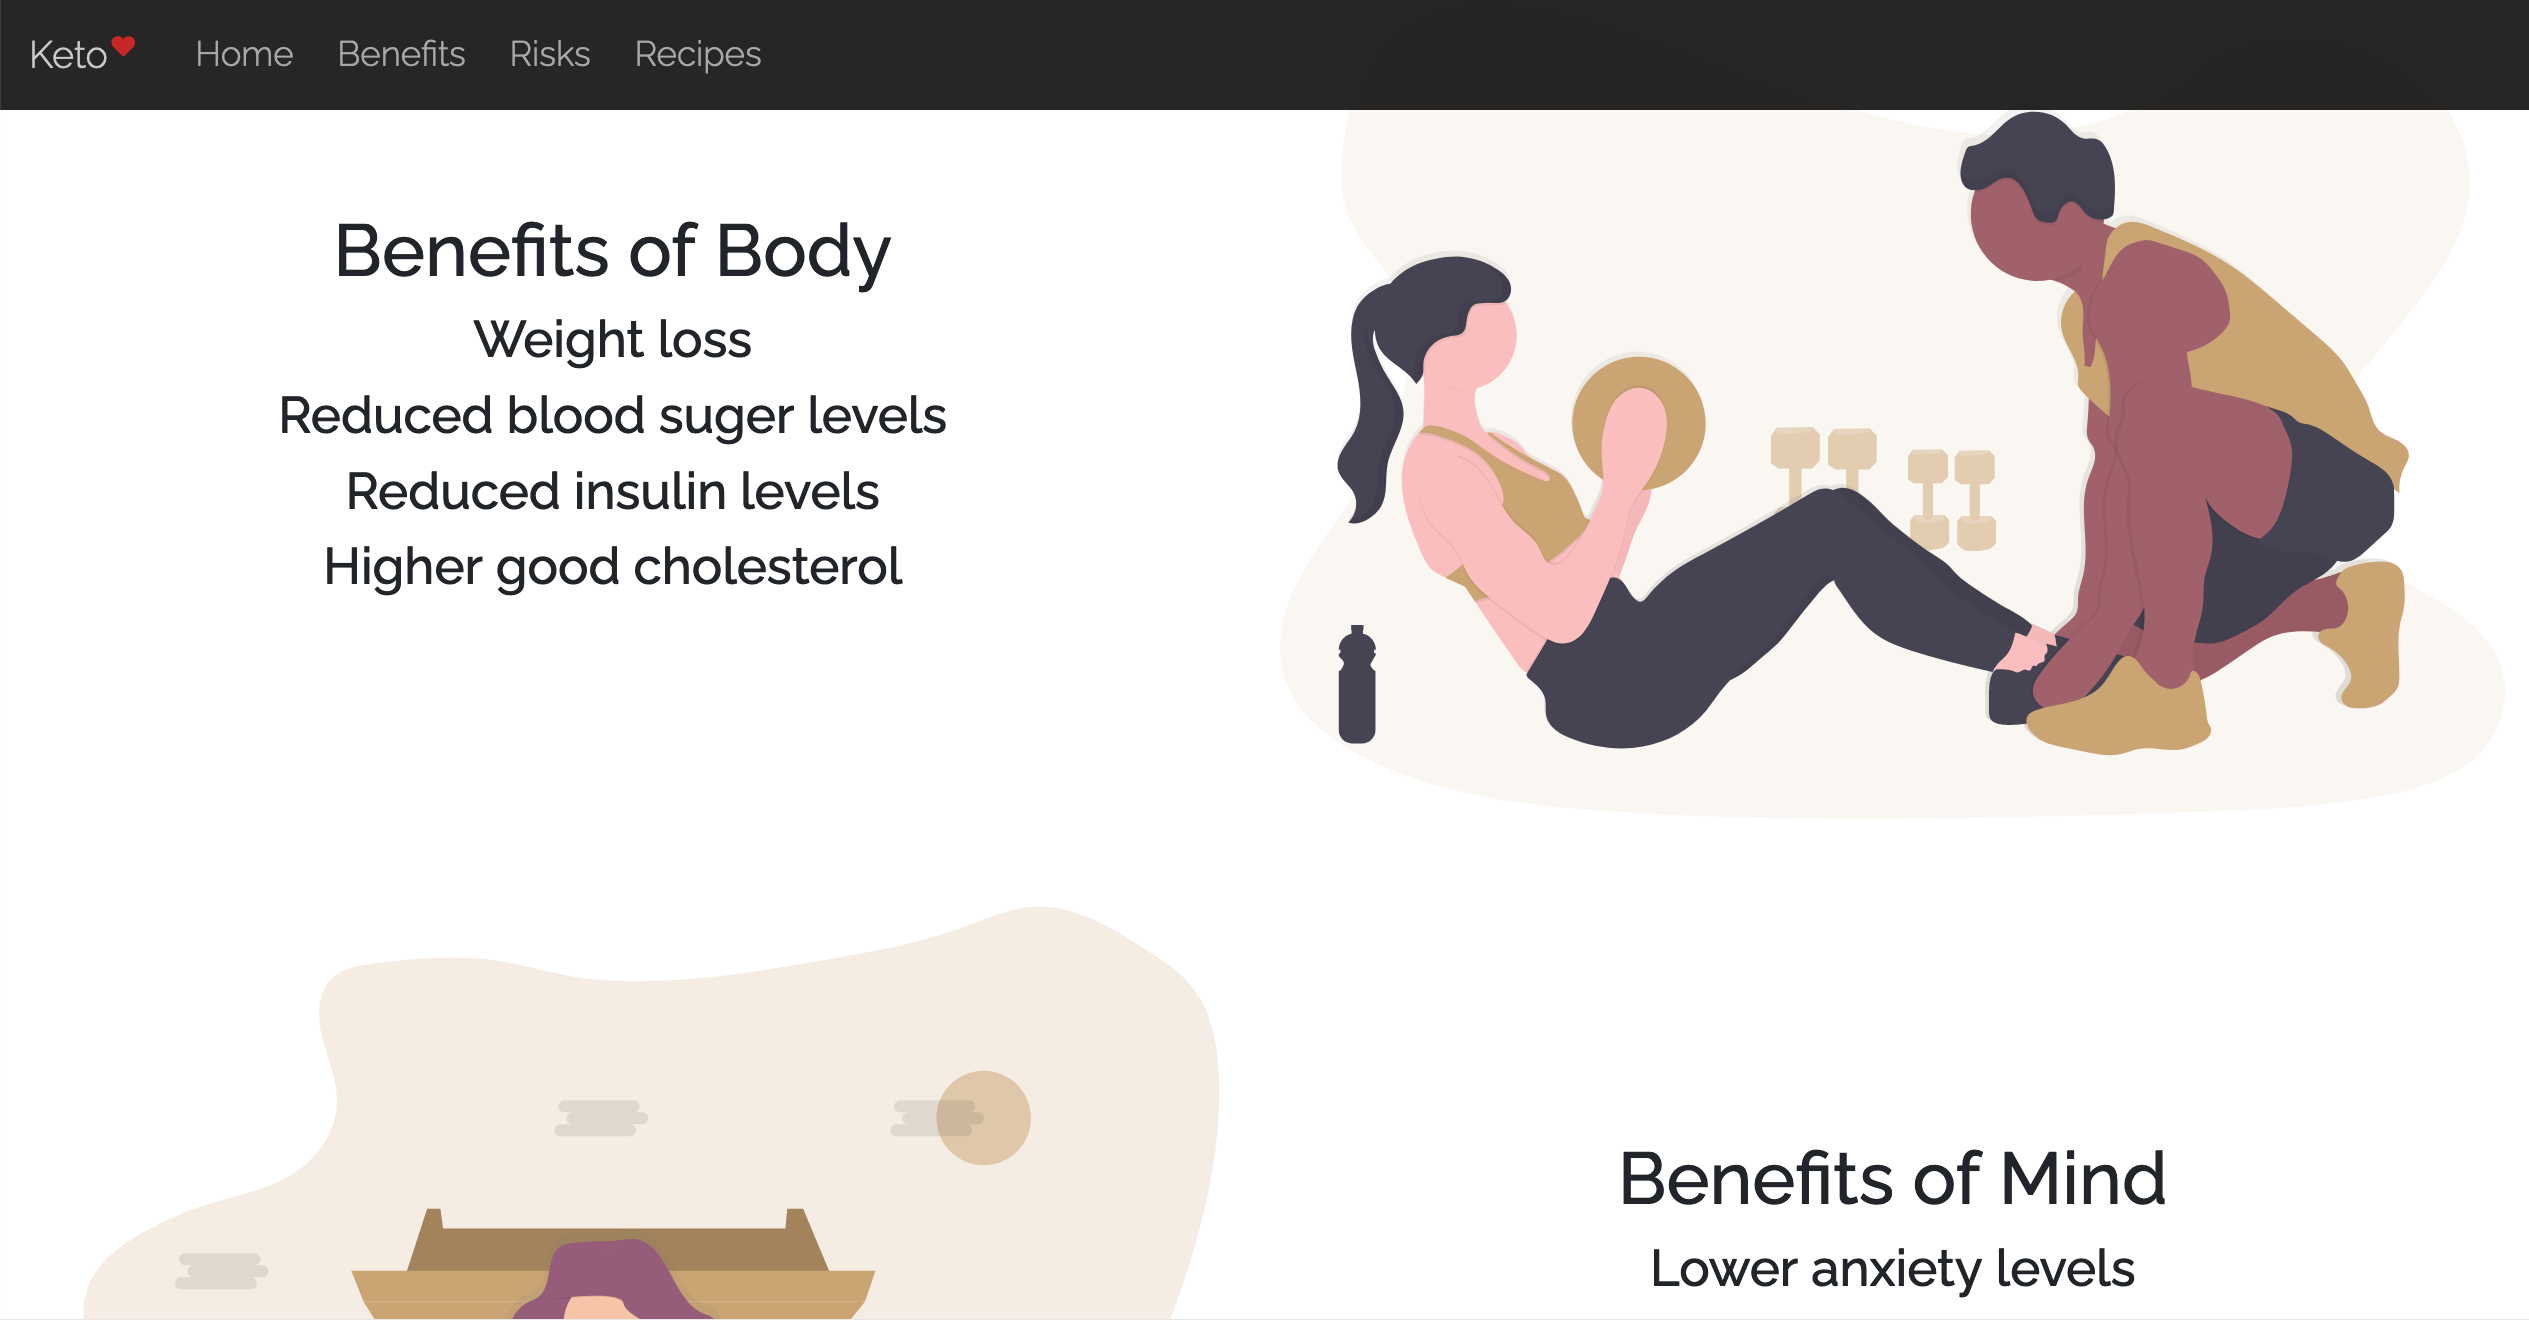 Keto Home Benefits Risks Recipes
Benefits of Body
Weight loss
Reduced blood suger levels
Reduced insulin levels
Higher good cholesterol
Benefits of Mind
Lower anxiety levels